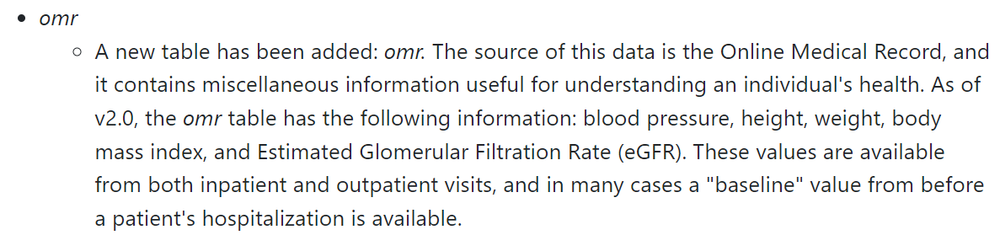 omr
A new table has been added: omr. The source of this data is the Online Medical Record, and
it contains miscellaneous information useful for understanding an individual's health. As of
v2.0, the omr table has the following information: blood pressure, height, weight, body
mass index, and Estimated Glomerular Filtration Rate (eGFR). These values are available
from both inpatient and outpatient visits, and in many cases a "baseline" value from before
a patient's hospitalization is available.